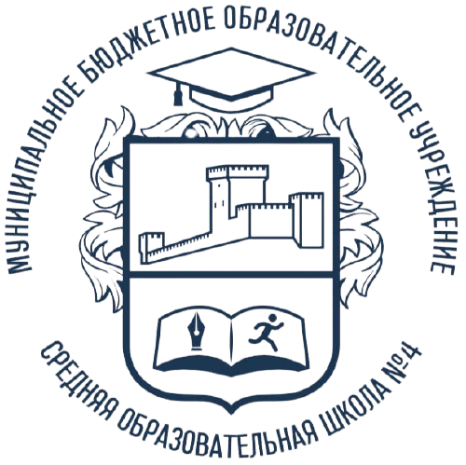 МУНИЦИПАЛЬНОЕ БЮДЖЕТНОЕ ОБРАЗОВАТЕЛЬНОЕ УЧРЕЖДЕНИЕ
СРЕДНЯЯ ОБРАЗОВАТЕЛЬНАЯ ШКОЛА №4